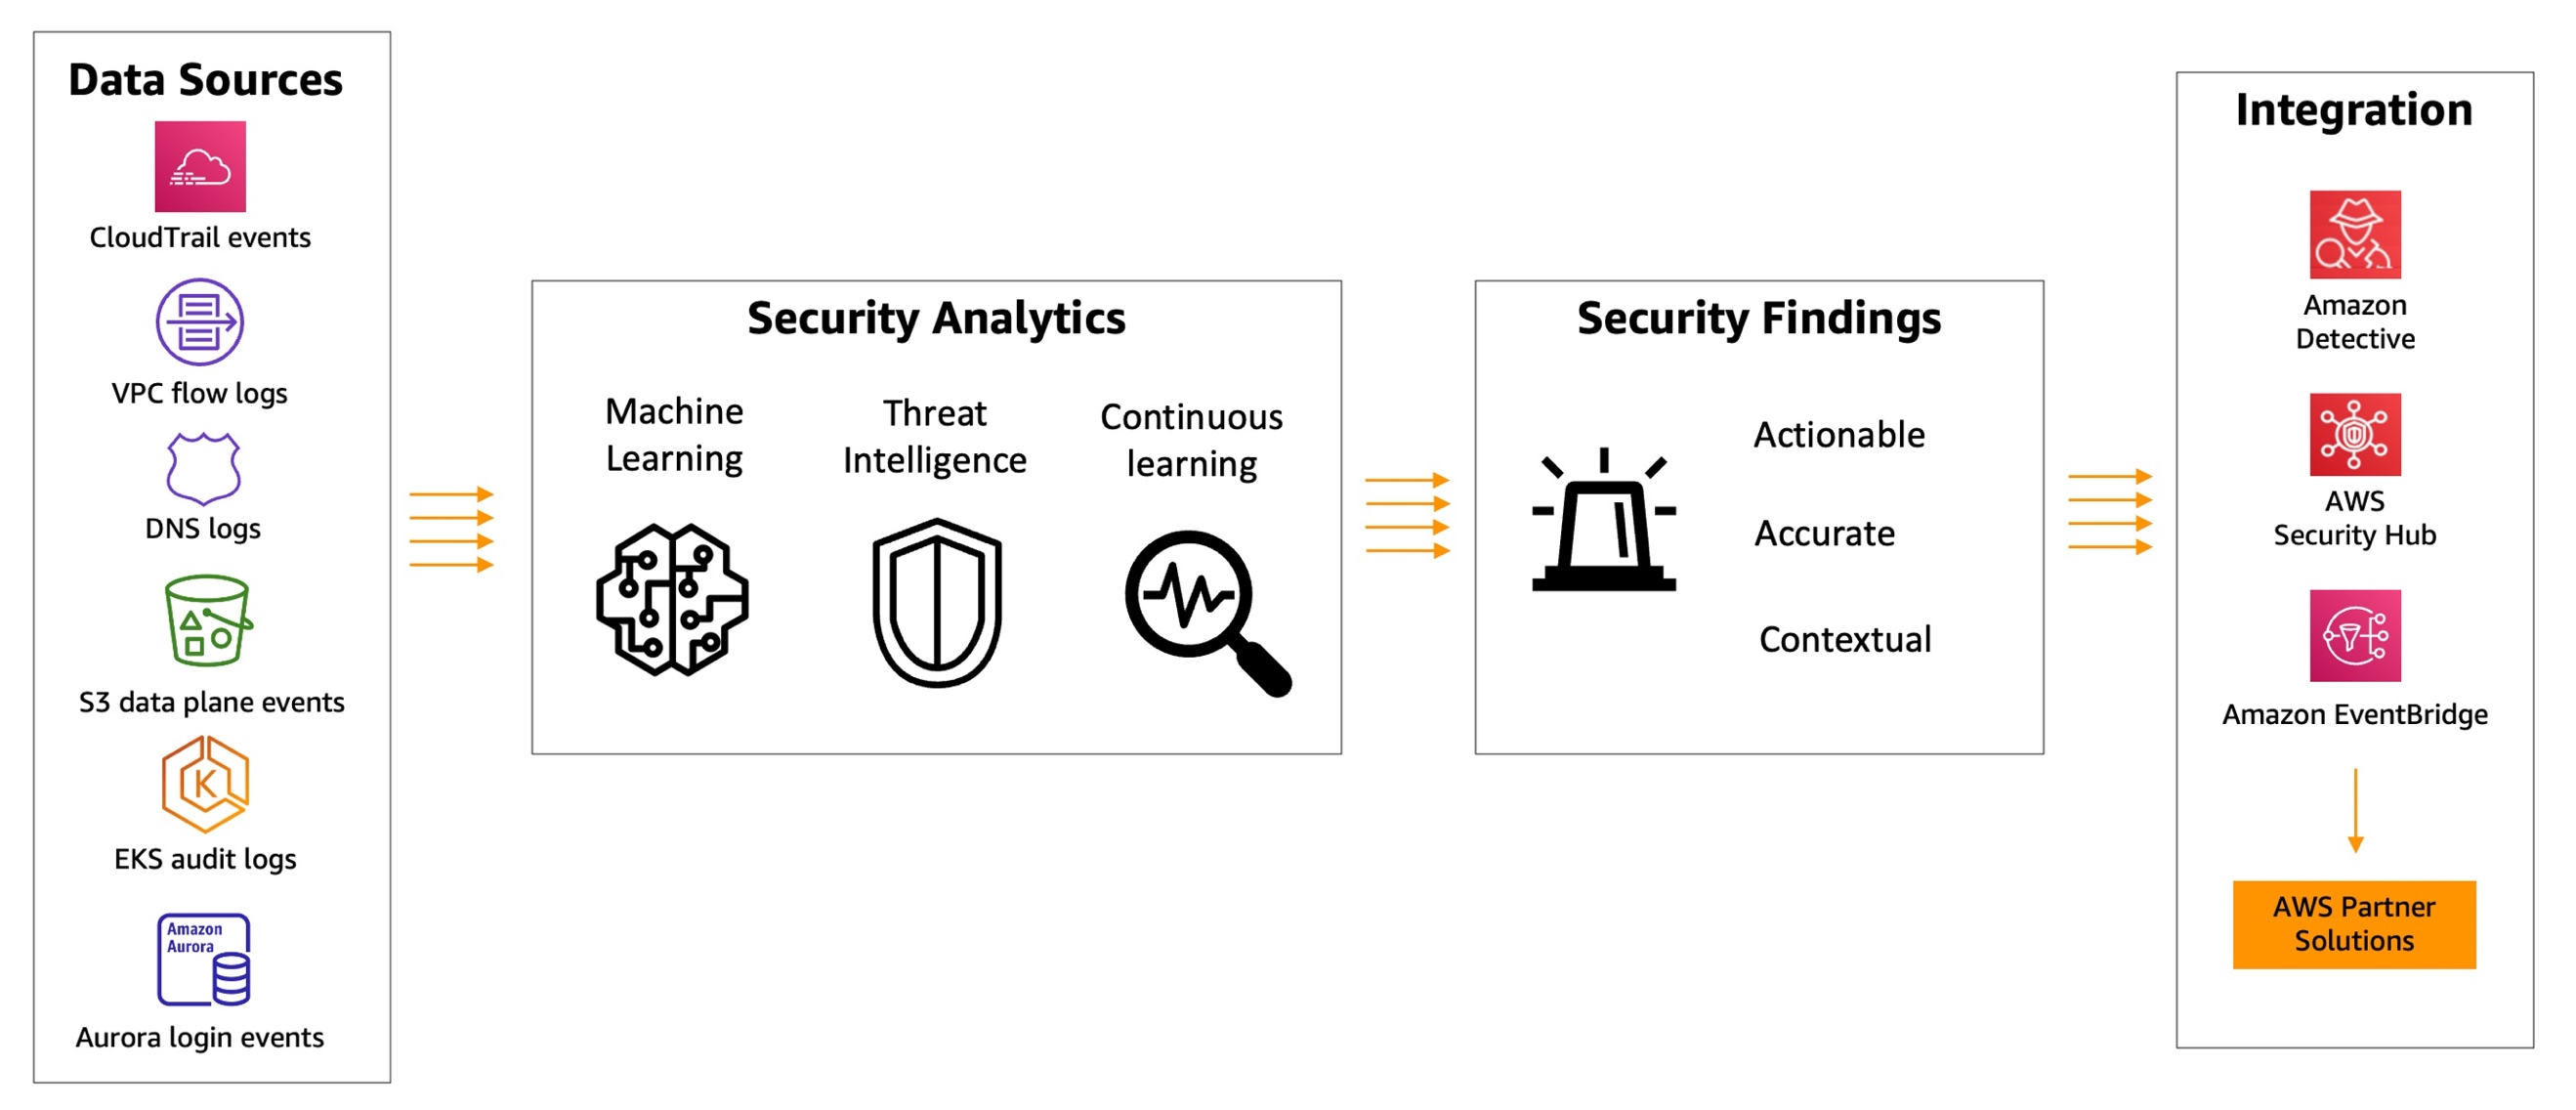 Data Sources
CloudTrail events
VPC flow logs
DNS logs
S3 data plane events
K
EKS audit logs
Amazon
Aurora
Aurora login events
Security Analytics
Machine
Learning
Threat
Intelligence
Continuous
learning
Security Findings
Actionable
Accurate
Contextual
Integration
Amazon
Detective
AWS
Security Hub
Amazon EventBridge
AWS Partner
Solutions